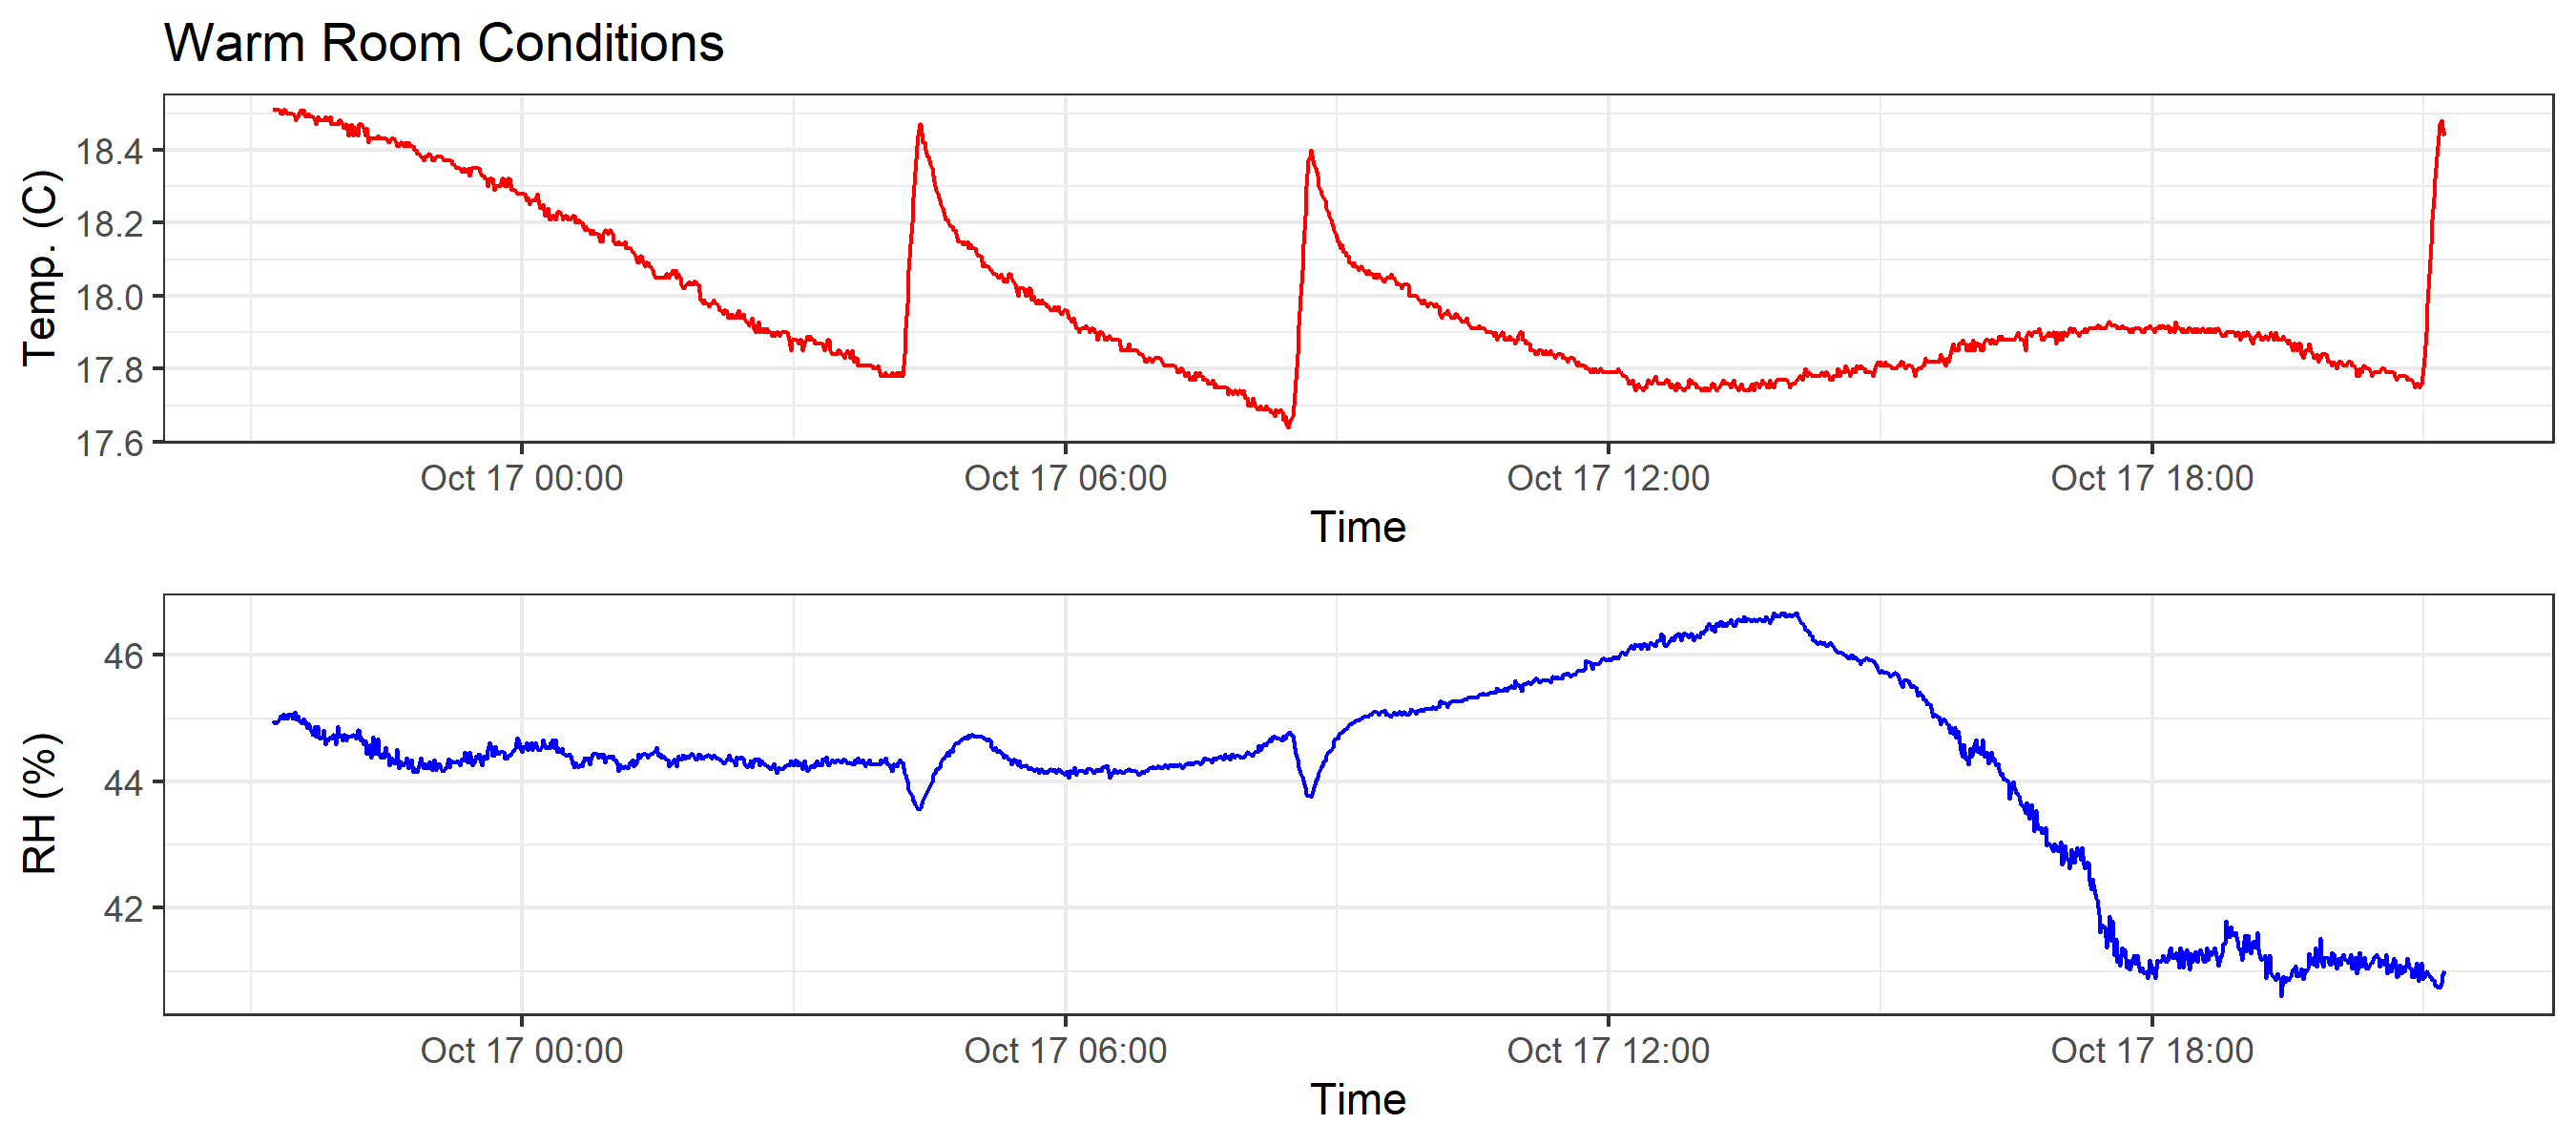 Warm Room Conditions
Temp. (C)
18.4
18.2
18.0
17.8
17.6
Oct 17 00:00 Oct 17 06:00 Oct 17 12:00 Oct 17 18:00
Time
RH (%)
46
44
42
Oct 17 00:00 Oct 17 06:00 Oct 17 12:00 Oct 17 18:00
Time